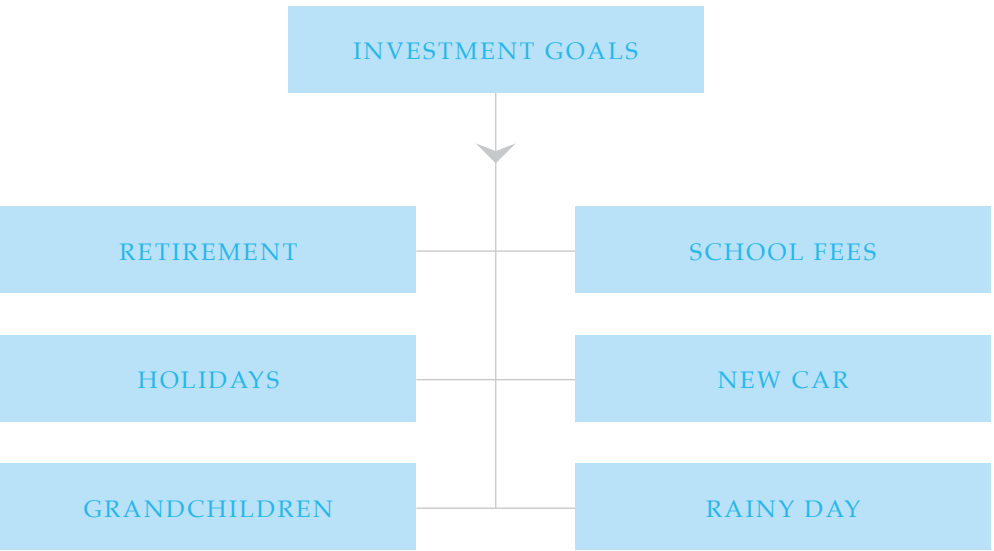 INVESTMENT GOALS
RETIREMENT
SCHOOL FEES
HOLIDAYS
NEW CAR
GRANDCHILDREN
RAINY DAY